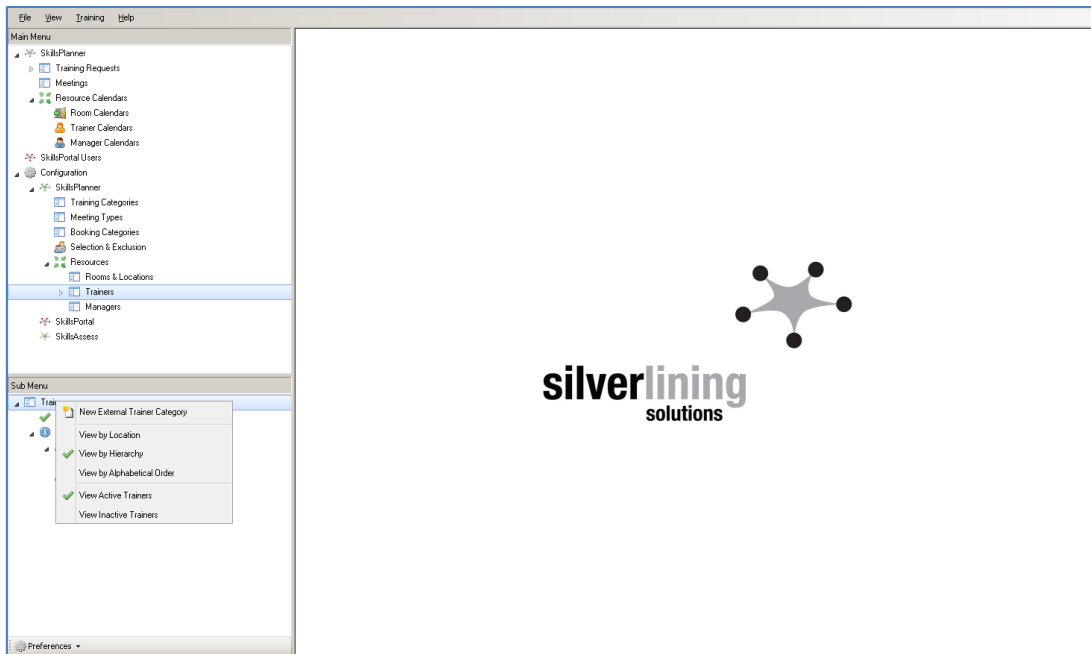 File View Training Help
Main Menu
SkillsPlanner
Training Requests
Meetings
Resource Calendars
Room Calendars
Trainer Calendars
Manager Calendars
SkillsPortal Users
Configuration
SkillsPlanner
Training Categories
Meeting Types
Booking Categories
Selection & Exclusion
Resources
Rooms & Locations
Trainers
Managers
SkillsPortal
SkillsAssess
Sub Menu
New External Trainer Category
View by Location
View by Hierarchy
View by Alphabetical Order
View Active Trainers
View Inactive Trainers
Preferences
silverlining
solutions